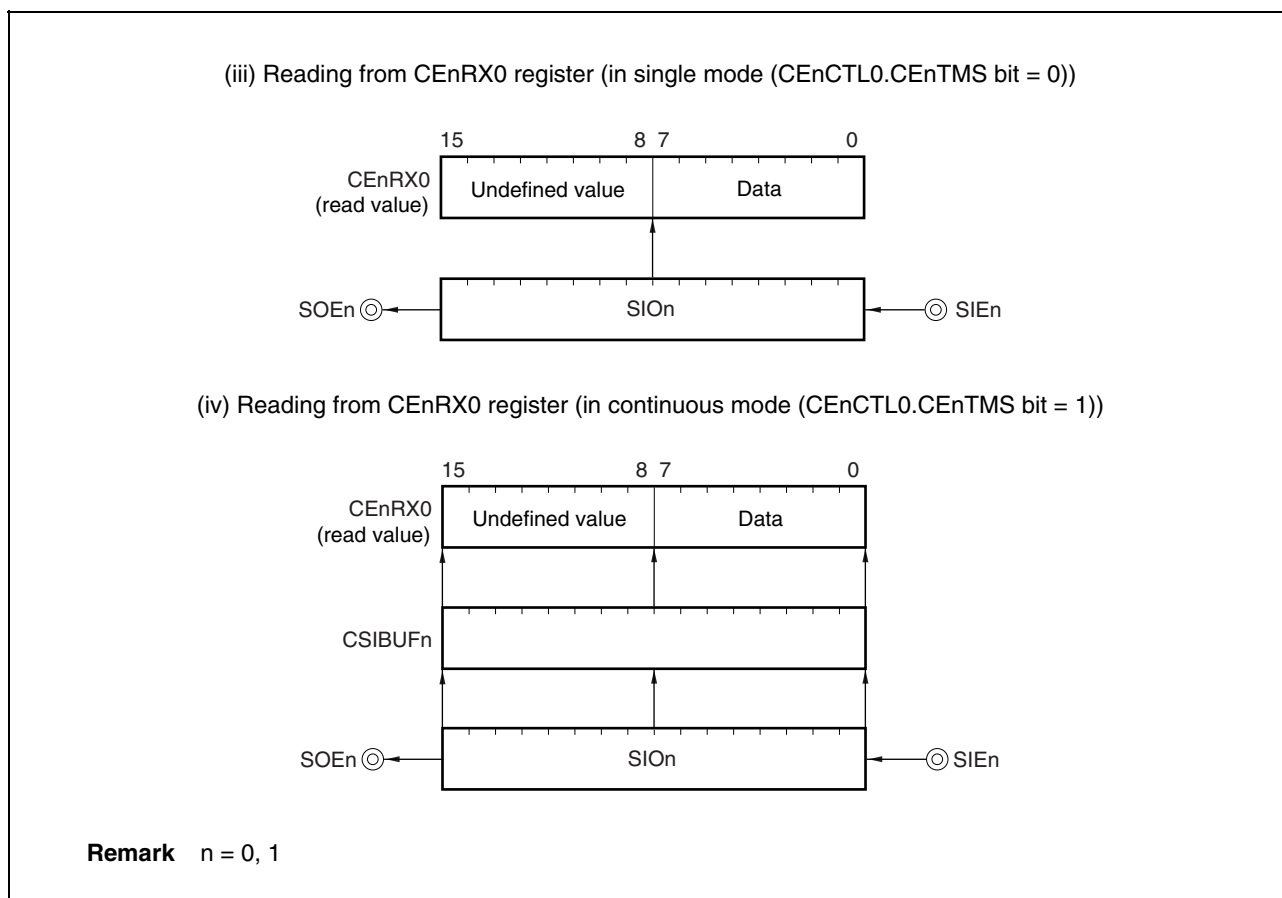 (iii) Reading from CEnRX0 register (in single mode (CEnCTL0.CEnTMS bit = 0))
15 8 7 0
CEnRX0
(read value)
Undefined value
Data
SOEn
SIOn
SIEn
(iv) Reading from CEnRX0 register (in continuous mode (CEnCTL0.CEnTMS bit = 1))
15 8 7 0
CEnRX0
(read value)
Undefined value
Data
CSIBUFn
SOEn
SIOn
SIEn
Remark n = 0, 1